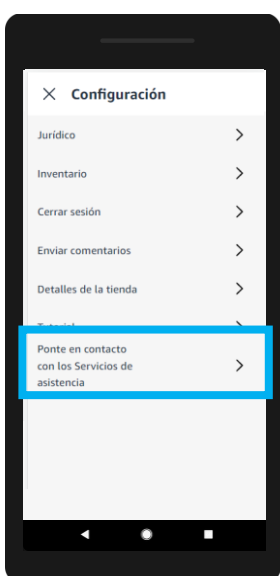 Configuración
Jurídico
Inventario
Cerrar sesión
Enviar comentarios
Detalles de la tienda
Tutorial
Ponte en contacto
con los Servicios de
asistencia